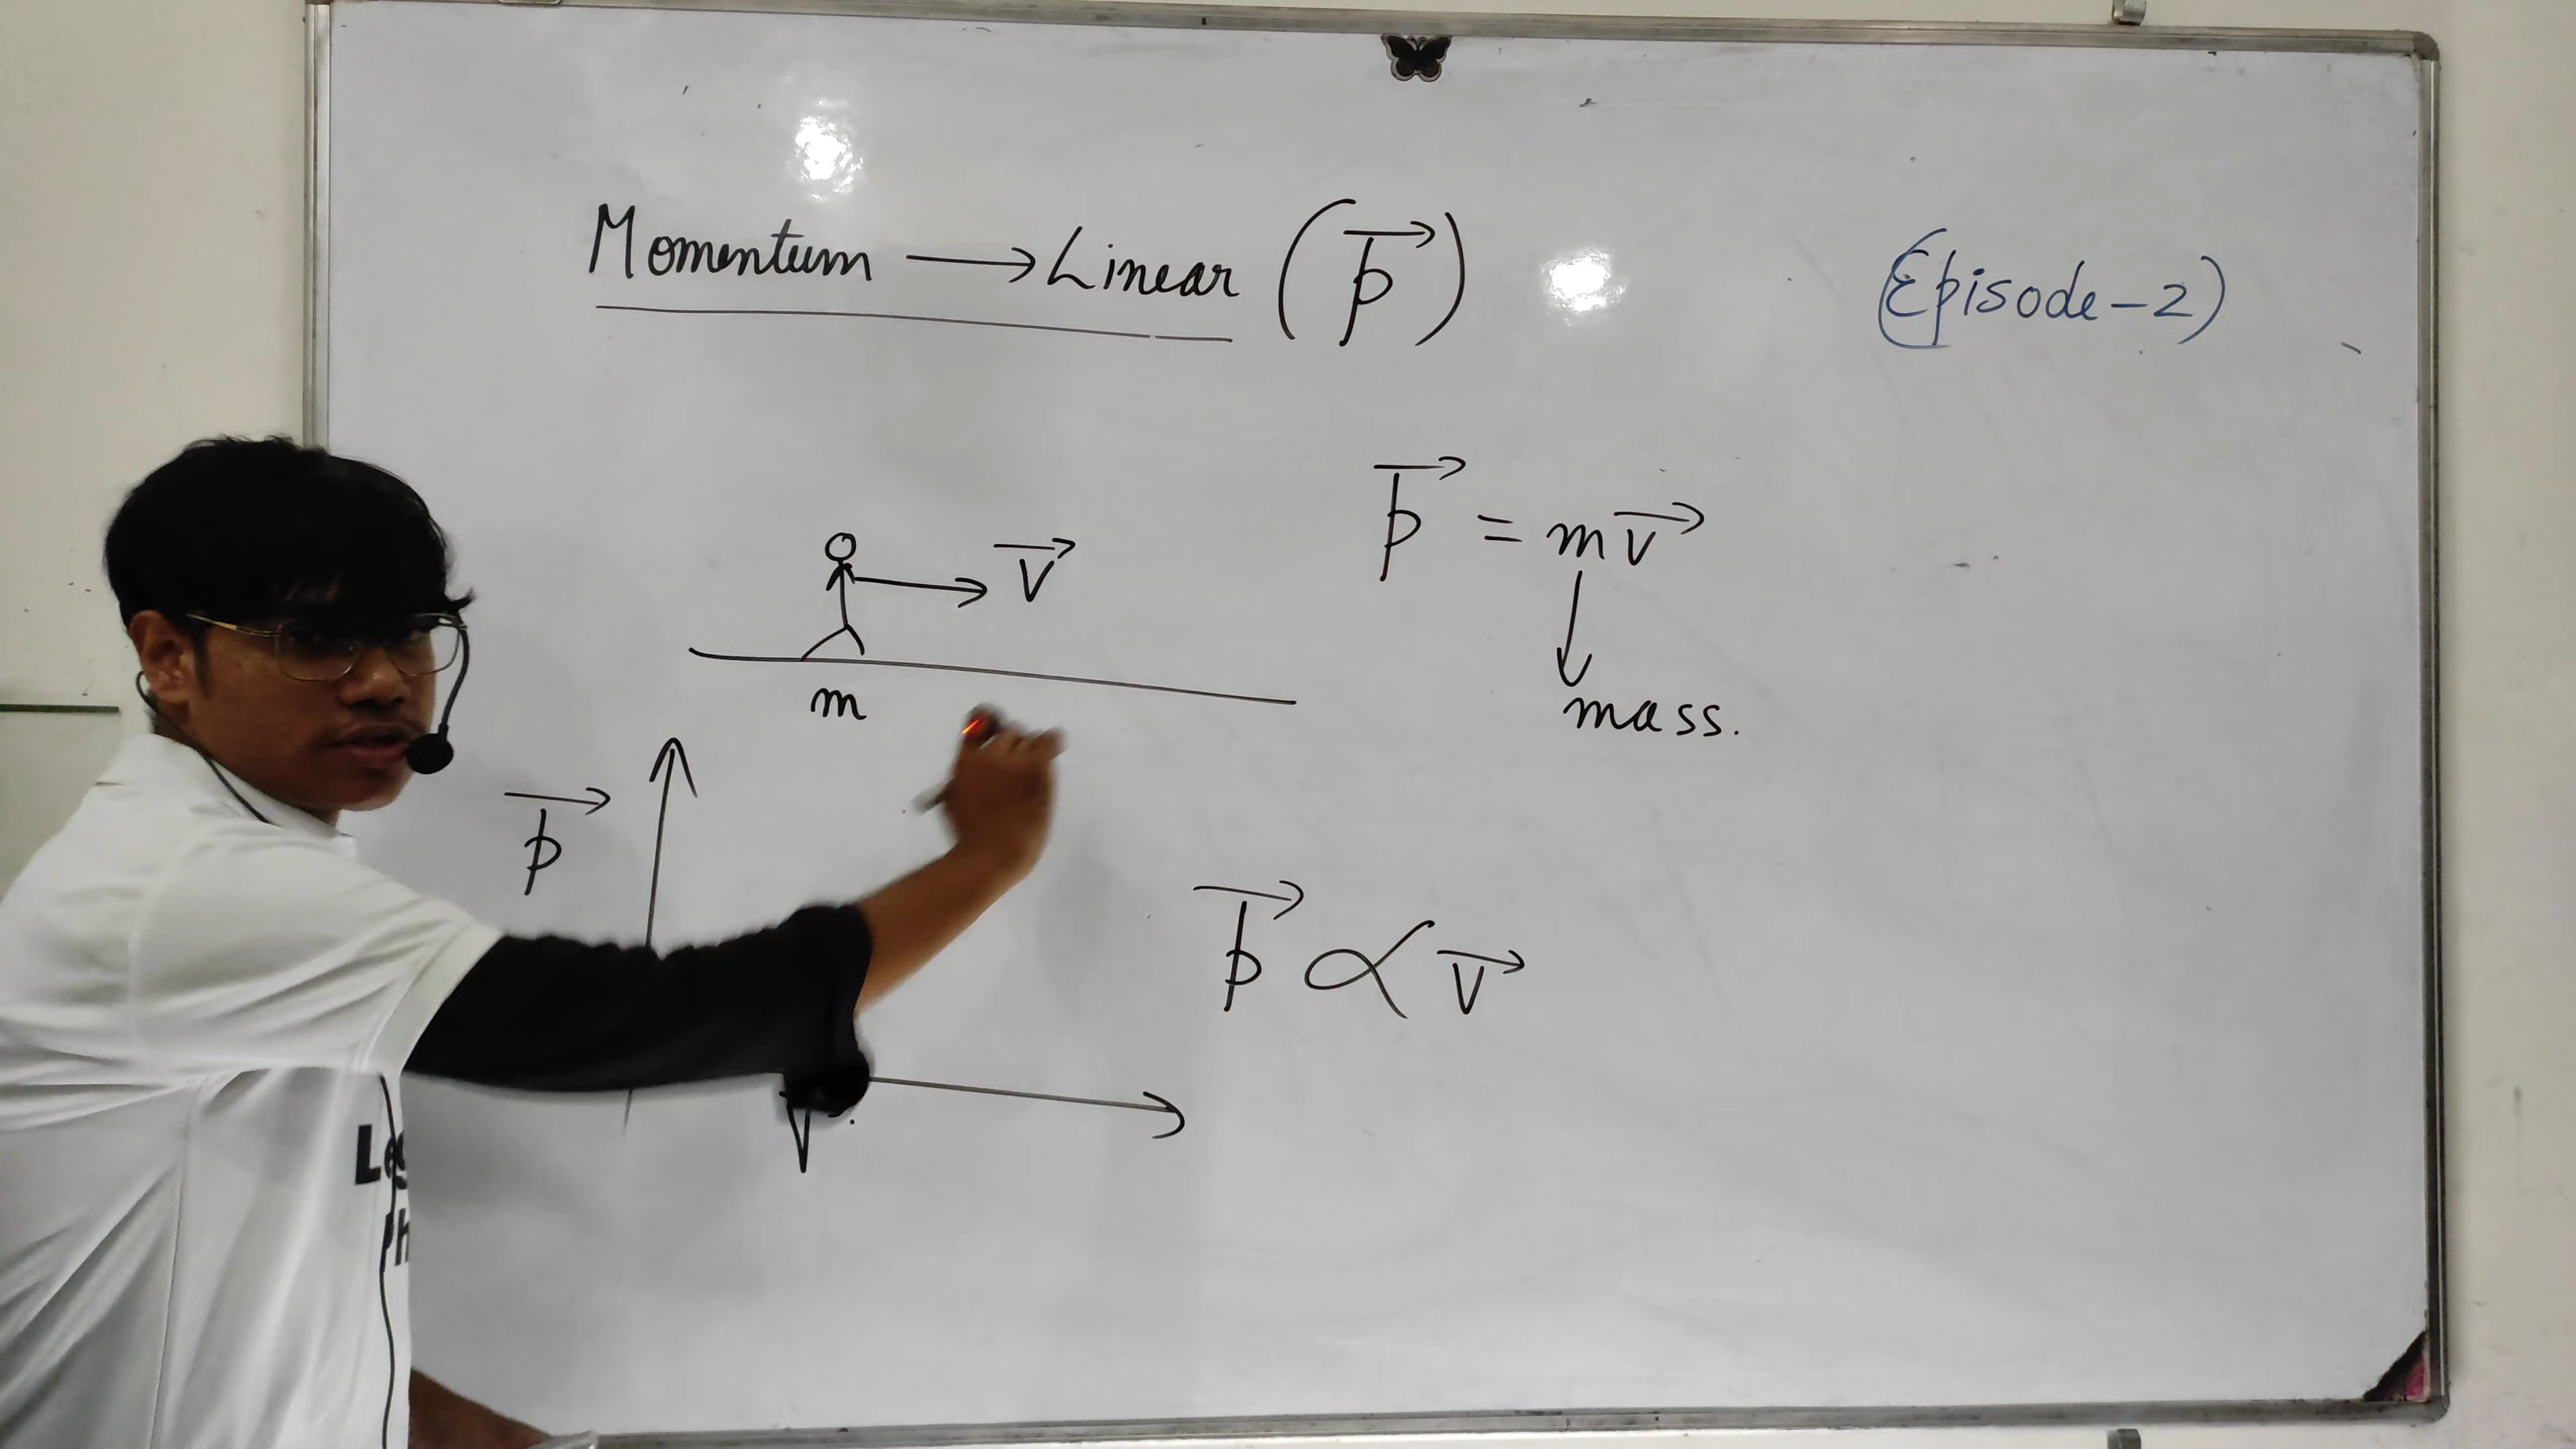 Momentum → Linear (p⃗)
(Episode-2)
v⃗
p⃗ = mv⃗
m
mass.
p⃗
p⃗ ∝ v⃗
V